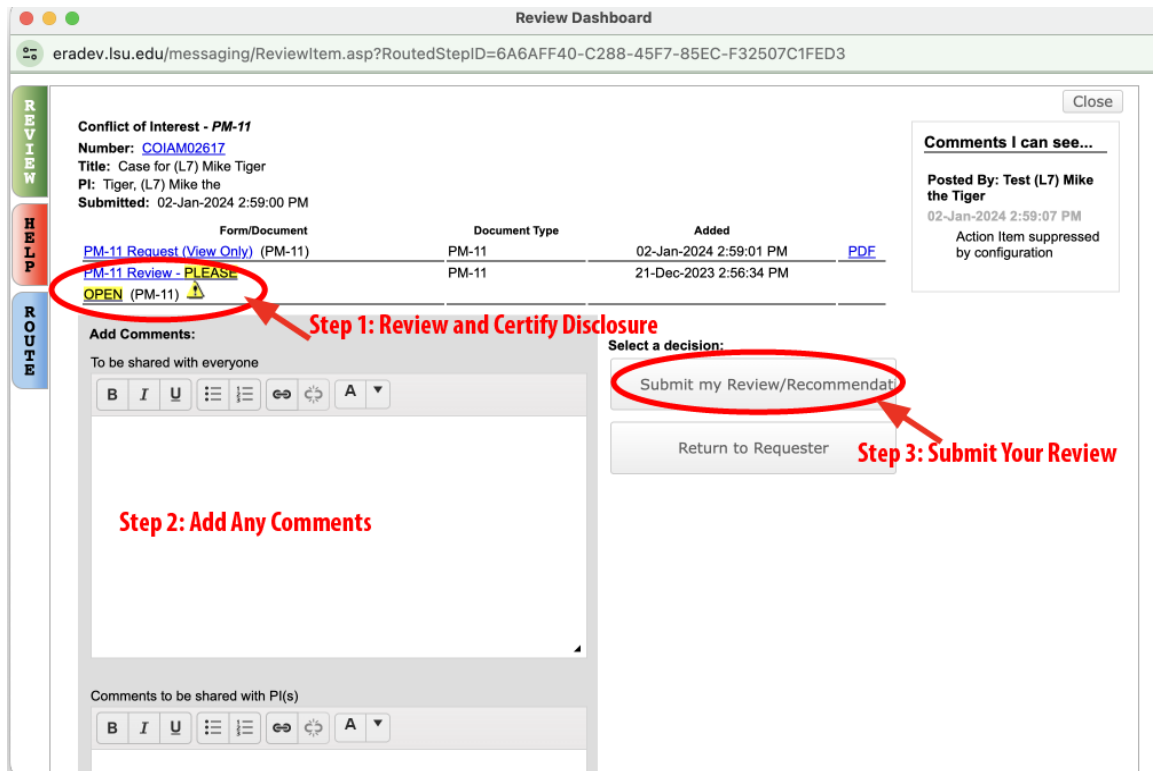 Review Dashboard
eradev.lsu.edu/messaging/ReviewItem.asp?RoutedStepID=6A6AFF40-C288-45F7-85EC-F32507C1FED3
REVIEW
HELP
ROUTE
Close
Conflict of Interest - PM-11
Number: COIAM02617
Title: Case for (L7) Mike Tiger
PI: Tiger, (L7) Mike the
Submitted: 02-Jan-2024 2:59:00 PM
Form/Document Document Type Added
PM-11 Request (View Only) (PM-11) PM-11 02-Jan-2024 2:59:01 PM PDF
PM-11 Review - PLEASE PM-11 21-Dec-2023 2:56:34 PM
OPEN (PM-11)
Comments I can see...
Posted By: Test (L7) Mike
the Tiger
02-Jan-2024 2:59:07 PM
Action Item suppressed
by configuration
Step 1: Review and Certify Disclosure
Add Comments:
To be shared with everyone
B I U A
Step 2: Add Any Comments
Select a decision:
Submit my Review/Recommendati
Return to Requester
Step 3: Submit Your Review
Comments to be shared with PI(s)
B I U A